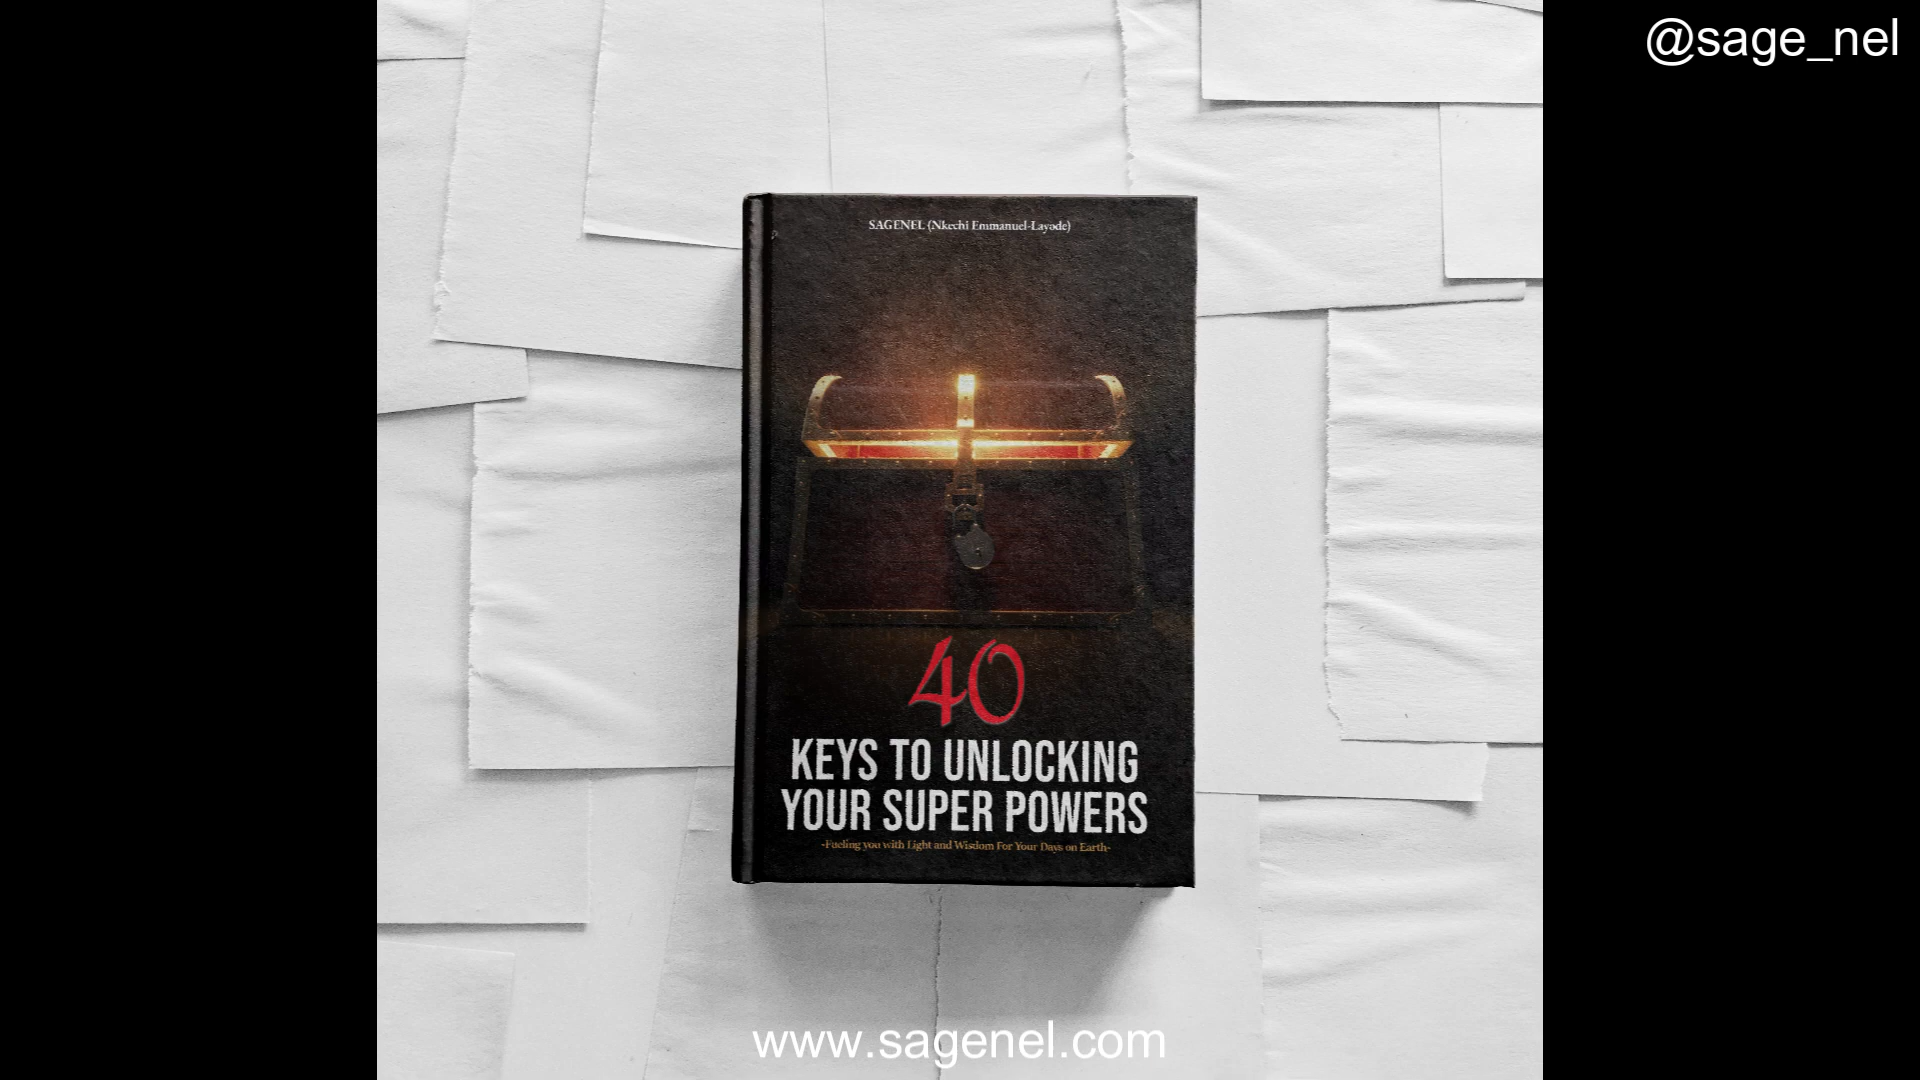 @sage_nel
SAGENEL (Nkechi Emmanuel-Layade)
40
KEYS TO UNLOCKING
YOUR SUPER POWERS
-Fueling you with Light and Wisdom For Your Days on Earth-
www.sagenel.com